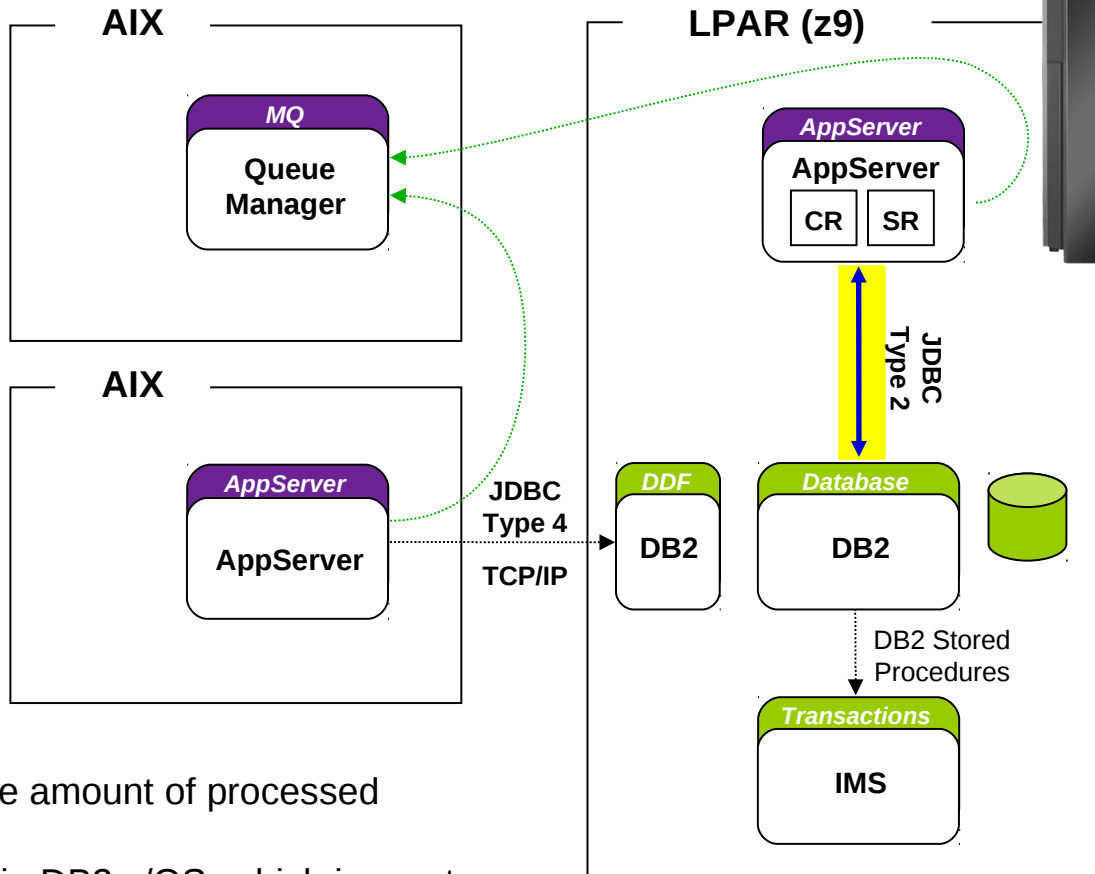 AIX
LPAR (z9)
MQ
Queue
Manager
AppServer
AppServer
CR
SR
JDBC
Type 2
AIX
AppServer
AppServer
JDBC
Type 4
TCP/IP
DDF
DB2
Database
DB2
DB2 Stored
Procedures
Transactions
IMS
e amount of processed